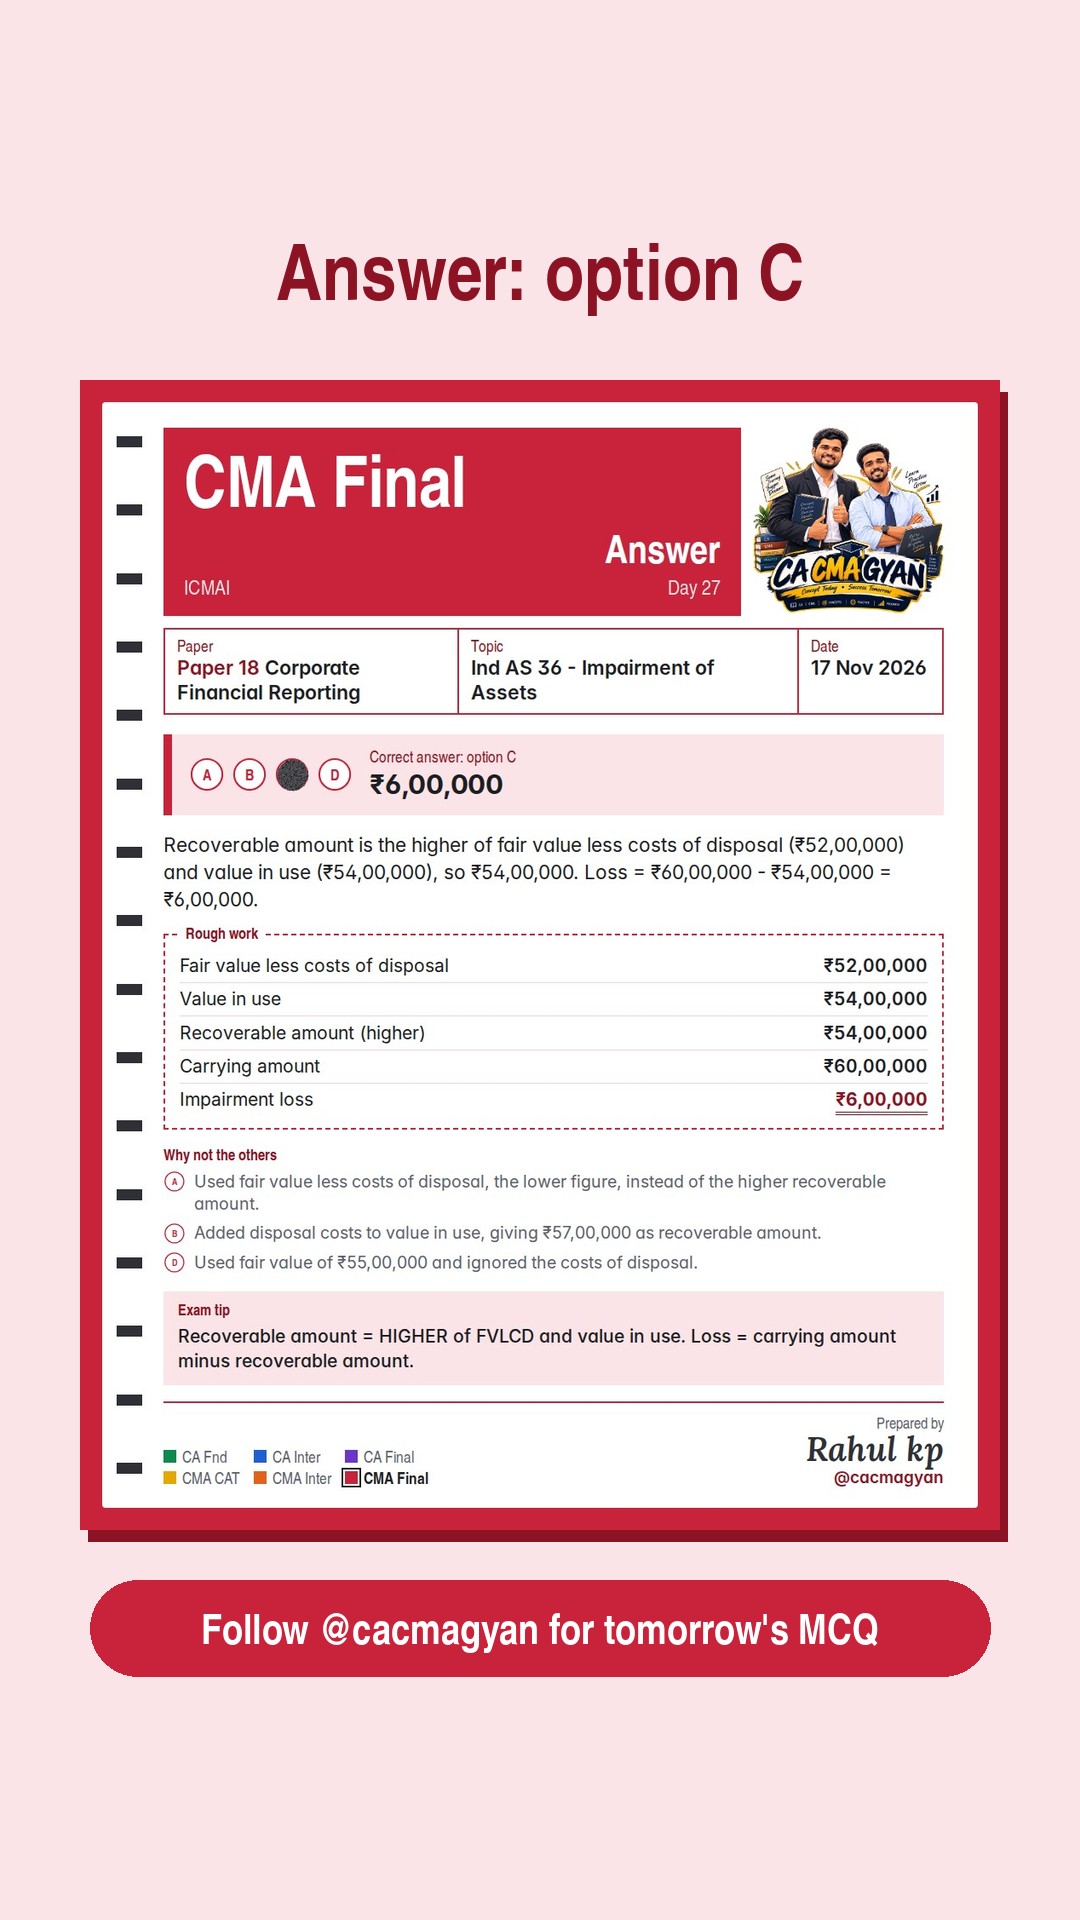 Answer: option C
CMA Final
Answer
ICMAI
Day 27
CA CMA GYAN
Concept Today • Success Tomorrow
Learn
Practice
Grow
Paper
Paper 18 Corporate
Financial Reporting
Topic
Ind AS 36 - Impairment of
Assets
Date
17 Nov 2026
A B D
Correct answer: option C
₹6,00,000
Recoverable amount is the higher of fair value less costs of disposal (₹52,00,000)
and value in use (₹54,00,000), so ₹54,00,000. Loss = ₹60,00,000 - ₹54,00,000 =
₹6,00,000.
Rough work
Fair value less costs of disposal ₹52,00,000
Value in use ₹54,00,000
Recoverable amount (higher) ₹54,00,000
Carrying amount ₹60,00,000
Impairment loss ₹6,00,000
Why not the others
A Used fair value less costs of disposal, the lower figure, instead of the higher recoverable
amount.
B Added disposal costs to value in use, giving ₹57,00,000 as recoverable amount.
D Used fair value of ₹55,00,000 and ignored the costs of disposal.
Exam tip
Recoverable amount = HIGHER of FVLCD and value in use. Loss = carrying amount
minus recoverable amount.
CA Fnd CA Inter CA Final
CMA CAT CMA Inter CMA Final
Prepared by
Rahul kp
@cacmagyan
Follow @cacmagyan for tomorrow's MCQ